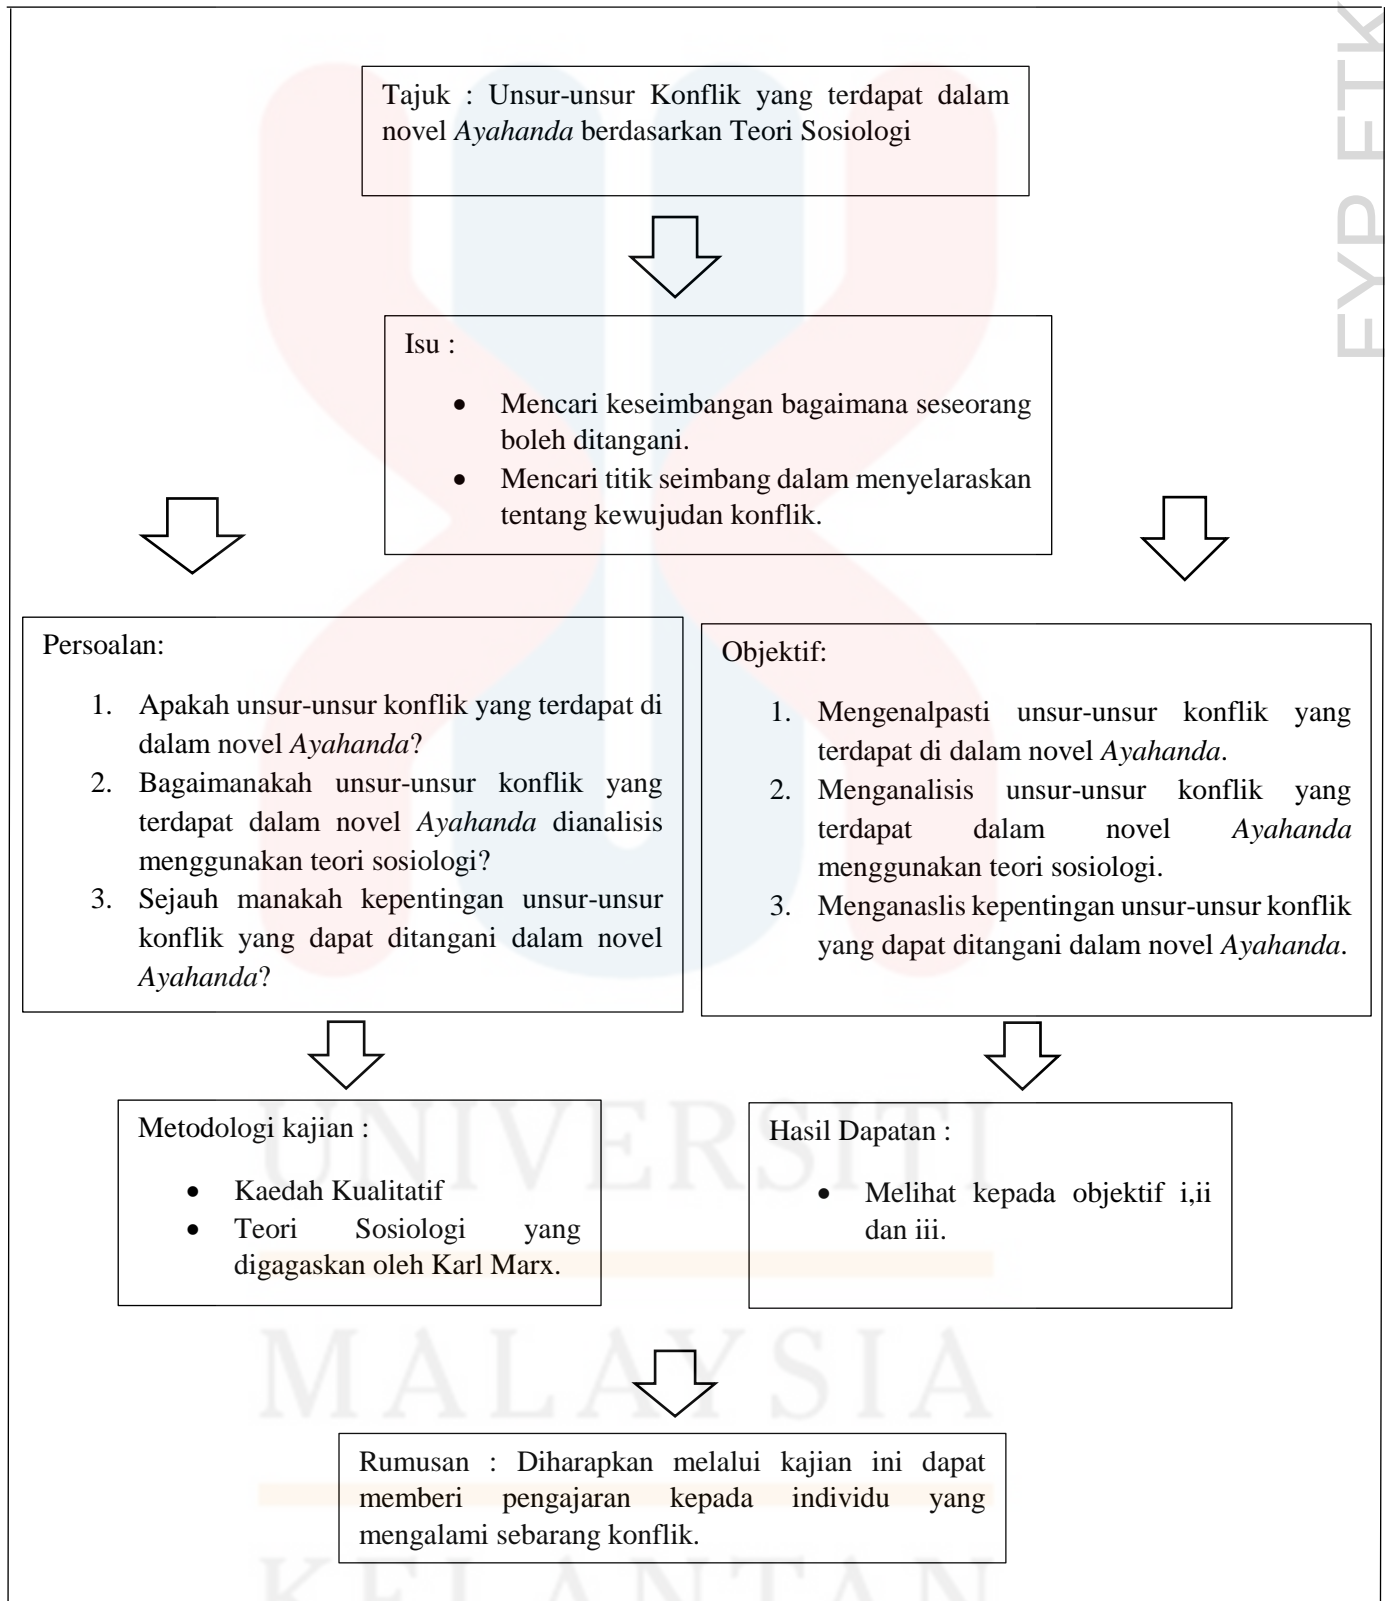 FYP ETK
Tajuk : Unsur-unsur Konflik yang terdapat dalam
novel Ayahanda berdasarkan Teori Sosiologi
Isu :
• Mencari keseimbangan bagaimana seseorang
boleh ditangani.
• Mencari titik seimbang dalam menyelaraskan
tentang kewujudan konflik.
Persoalan:
1. Apakah unsur-unsur konflik yang terdapat di
dalam novel Ayahanda?
2. Bagaimanakah unsur-unsur konflik yang
terdapat dalam novel Ayahanda dianalisis
menggunakan teori sosiologi?
3. Sejauh manakah kepentingan unsur-unsur
konflik yang dapat ditangani dalam novel
Ayahanda?
Objektif:
1. Mengenalpasti unsur-unsur konflik yang
terdapat di dalam novel Ayahanda.
2. Menganalisis unsur-unsur konflik yang
terdapat dalam novel Ayahanda
menggunakan teori sosiologi.
3. Menganaslis kepentingan unsur-unsur konflik
yang dapat ditangani dalam novel Ayahanda.
Metodologi kajian :
• Kaedah Kualitatif
• Teori Sosiologi yang
digagaskan oleh Karl Marx.
Hasil Dapatan :
• Melihat kepada objektif i,ii
dan iii.
UNIVERSITI
MALAYSIA
Rumusan : Diharapkan melalui kajian ini dapat
memberi pengajaran kepada individu yang
mengalami sebarang konflik.
KELANTAN